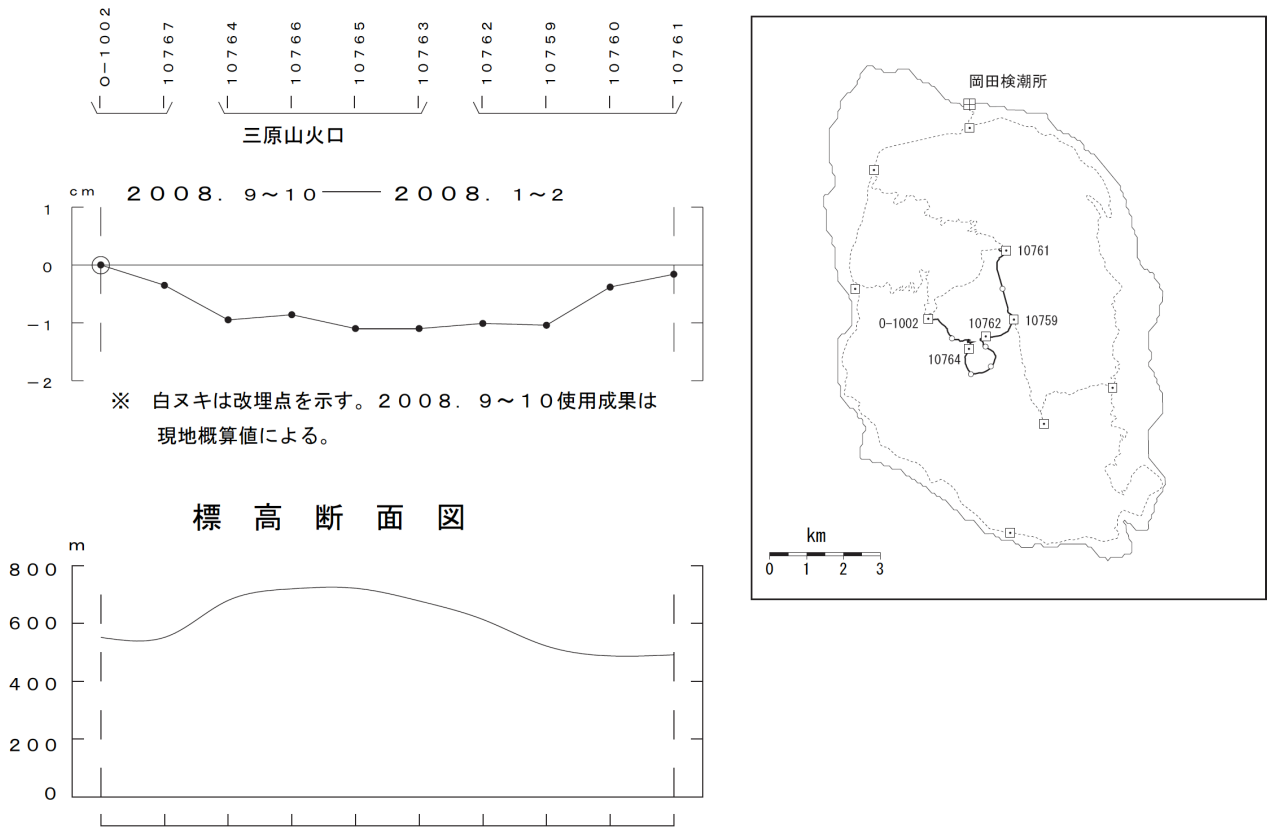 O-1002
10767
10764
10766
10765
10763
10762
10759
10760
10761
三原山火口
cm
2008. 9~10 ―― 2008. 1~2
1
0
-1
-2
※ 白ヌキは改埋点を示す。2008. 9~10使用成果は
現地概算値による。
標高断面図
m
800
600
400
200
0
岡田検潮所
10761
O-1002
10762
10759
10764
km
0 1 2 3